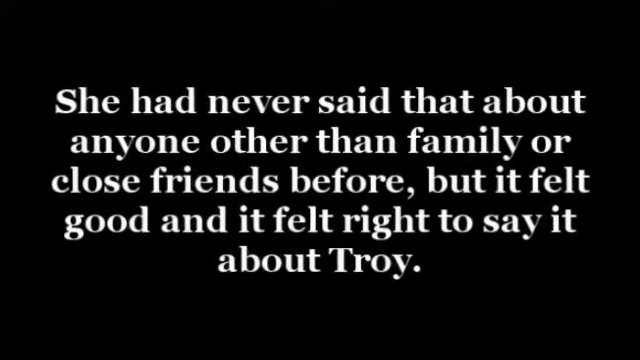 She had never said that about
anyone other than family or
close friends before, but it felt
good and it felt right to say it
about Troy.